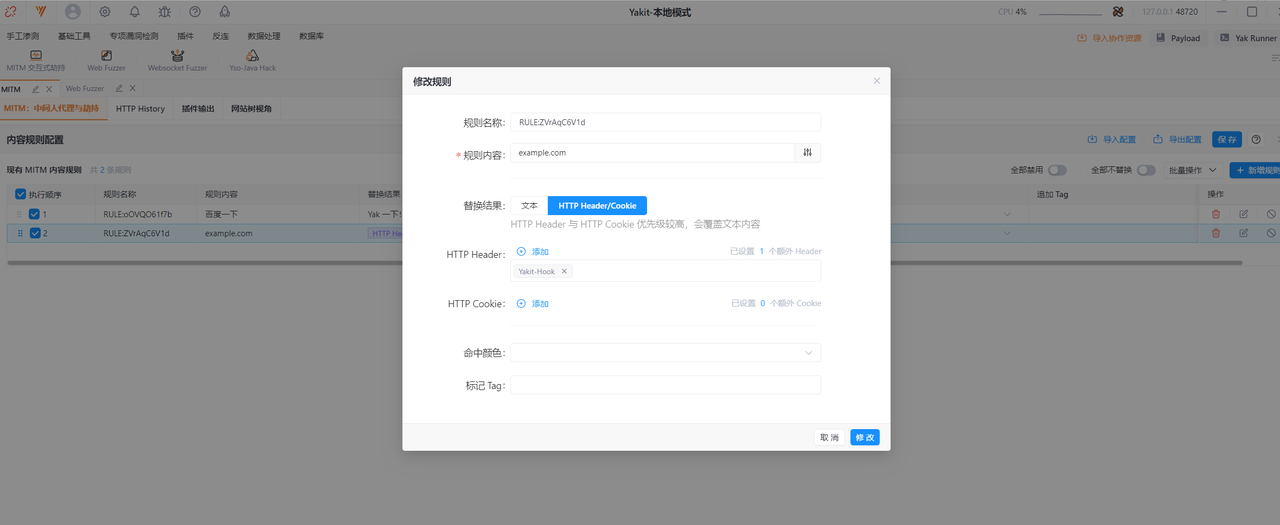 Yakit-本地模式
CPU 4%
127.0.0.1 48720
手工渗透 基础工具 专项漏洞检测 插件 反连 数据处理 数据库
导入协作资源 Payload Yak Runner
MITM 交互式劫持 Web Fuzzer Websocket Fuzzer Yso-Java Hack
MITM Web Fuzzer
MITM：中间人代理与劫持 HTTP History 插件输出 网站树视角
内容规则配置
导入配置 导出配置 保存
现有 MITM 内容规则 共 2 条规则
全部禁用 全部不替换 批量操作 新增规则
执行顺序 规则名称 规则内容 替换结果 追加 Tag 操作
1 RULE:oOVQO61f7b 百度一下 Yak 一下!
2 RULE:ZVrAqC6V1d example.com HTTP He
修改规则
规则名称： RULE:ZVrAqC6V1d
* 规则内容： example.com
替换结果： 文本 HTTP Header/Cookie
HTTP Header 与 HTTP Cookie 优先级较高，会覆盖文本内容
HTTP Header： 添加 已设置 1 个额外 Header
Yakit-Hook
HTTP Cookie： 添加 已设置 0 个额外 Cookie
命中颜色：
标记 Tag：
取消 修改